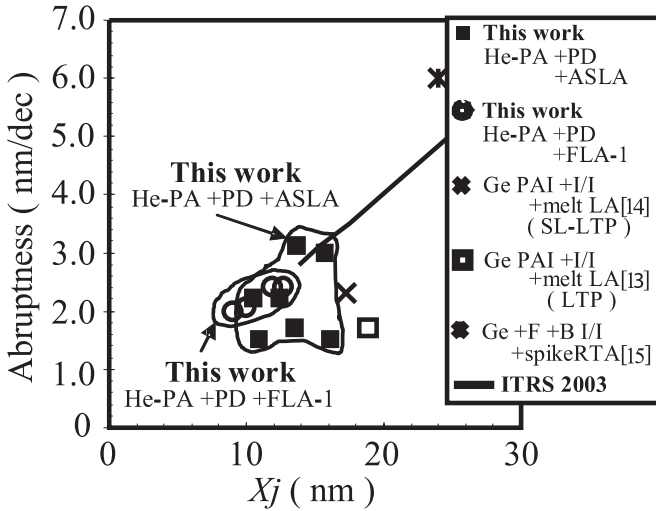 7.0
6.0
5.0
4.0
3.0
2.0
1.0
0
Abruptness ( nm/dec )
0
10
20
30
Xj ( nm )
This work
He-PA +PD +ASLA
This work
He-PA +PD +FLA-1
This work
He-PA +PD
+ASLA
This work
He-PA +PD
+FLA-1
Ge PAI +I/I
+melt LA[14]
( SL-LTP )
Ge PAI +I/I
+melt LA[13]
( LTP )
Ge +F +B I/I
+spikeRTA[15]
ITRS 2003